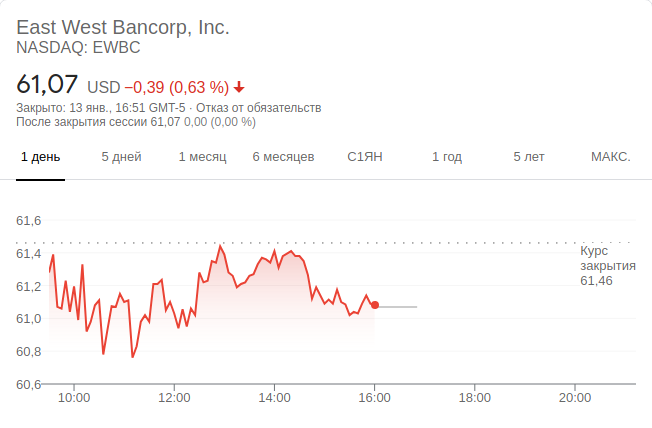 East West Bancorp, Inc.
NASDAQ: EWBC
61,07 USD −0,39 (0,63 %)
Закрыто: 13 янв., 16:51 GMT-5 · Отказ от обязательств
После закрытия сессии 61,07 0,00 (0,00 %)
1 день 5 дней 1 месяц 6 месяцев С1ЯН 1 год 5 лет МАКС.
61,6
61,4
61,2
61,0
60,8
60,6
Курс
закрытия
61,46
10:00 12:00 14:00 16:00 18:00 20:00